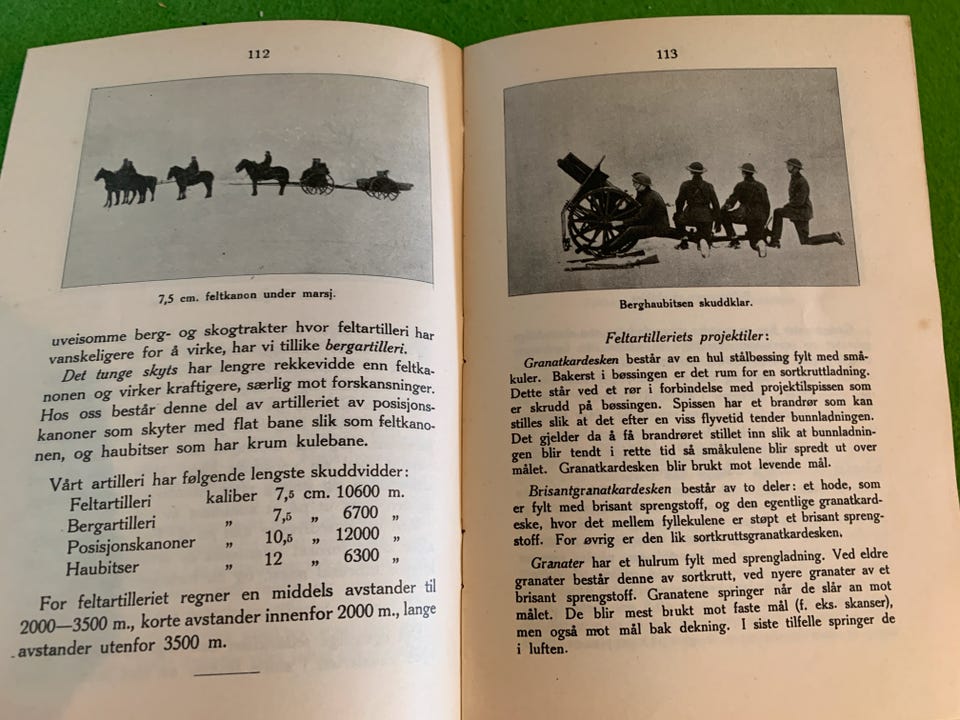 112
7,5 cm. feltkanon under marsj.
uveisomme berg- og skogtrakter hvor feltartilleri har
vanskeligere for å virke, har vi tillike bergartilleri.
Det tunge skyts har lengre rekkevidde enn feltka-
nonen og virker kraftigere, særlig mot forskansninger.
Hos oss består denne del av artilleriet av posisjons-
kanoner som skyter med flat bane slik som feltkano-
nen, og haubitser som har krum kulebane.
Vårt artilleri har følgende lengste skuddvidder:
Feltartilleri kaliber 7,5 cm. 10600 m.
Bergartilleri „ 7,5 „ 6700 „
Posisjonskanoner „ 10,5 „ 12000 „
Haubitser „ 12 „ 6300 „
For feltartilleriet regner en middels avstander til
2000—3500 m., korte avstander innenfor 2000 m., lange
avstander utenfor 3500 m.
113
Berghaubitsen skuddklar.
Feltartilleriets projektiler:
Granatkardesken består av en hul stålbøssing fylt med små-
kuler. Bakerst i bøssingen er det rum for en sortkruttladning.
Dette står ved et rør i forbindelse med projektilspissen som
er skrudd på bøssingen. Spissen har et brandrør som kan
stilles slik at det efter en viss flyvetid tender bunnladningen.
Det gjelder da å få brandrøret stillet inn slik at bunnladnin-
gen blir tendt i rette tid så småkulene blir spredt ut over
målet. Granatkardesken blir brukt mot levende mål.
Brisantgranatkardesken består av to deler: et hode, som
er fylt med brisant sprengstoff, og den egentlige granatkard-
eske, hvor det mellem fyllekulene er støpt et brisant spreng-
stoff. For øvrig er den lik sortkruttsgranatkardesken.
Granater har et hulrum fylt med sprengladning. Ved eldre
granater består denne av sortkrutt, ved nyere granater av et
brisant sprengstoff. Granatene springer når de slår an mot
målet. De blir mest brukt mot faste mål (f. eks. skanser),
men også mot mål bak dekning. I siste tilfelle springer de
i luften.